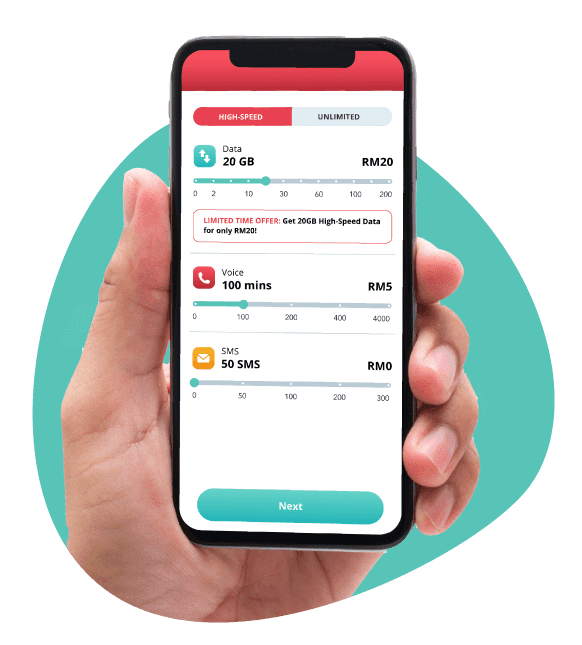 HIGH-SPEED UNLIMITED
Data
20 GB RM20
0 2 10 30 60 100 200
LIMITED TIME OFFER: Get 20GB High-Speed Data
for only RM20!
Voice
100 mins RM5
0 100 200 400 4000
SMS
50 SMS RM0
0 50 100 200 300
Next